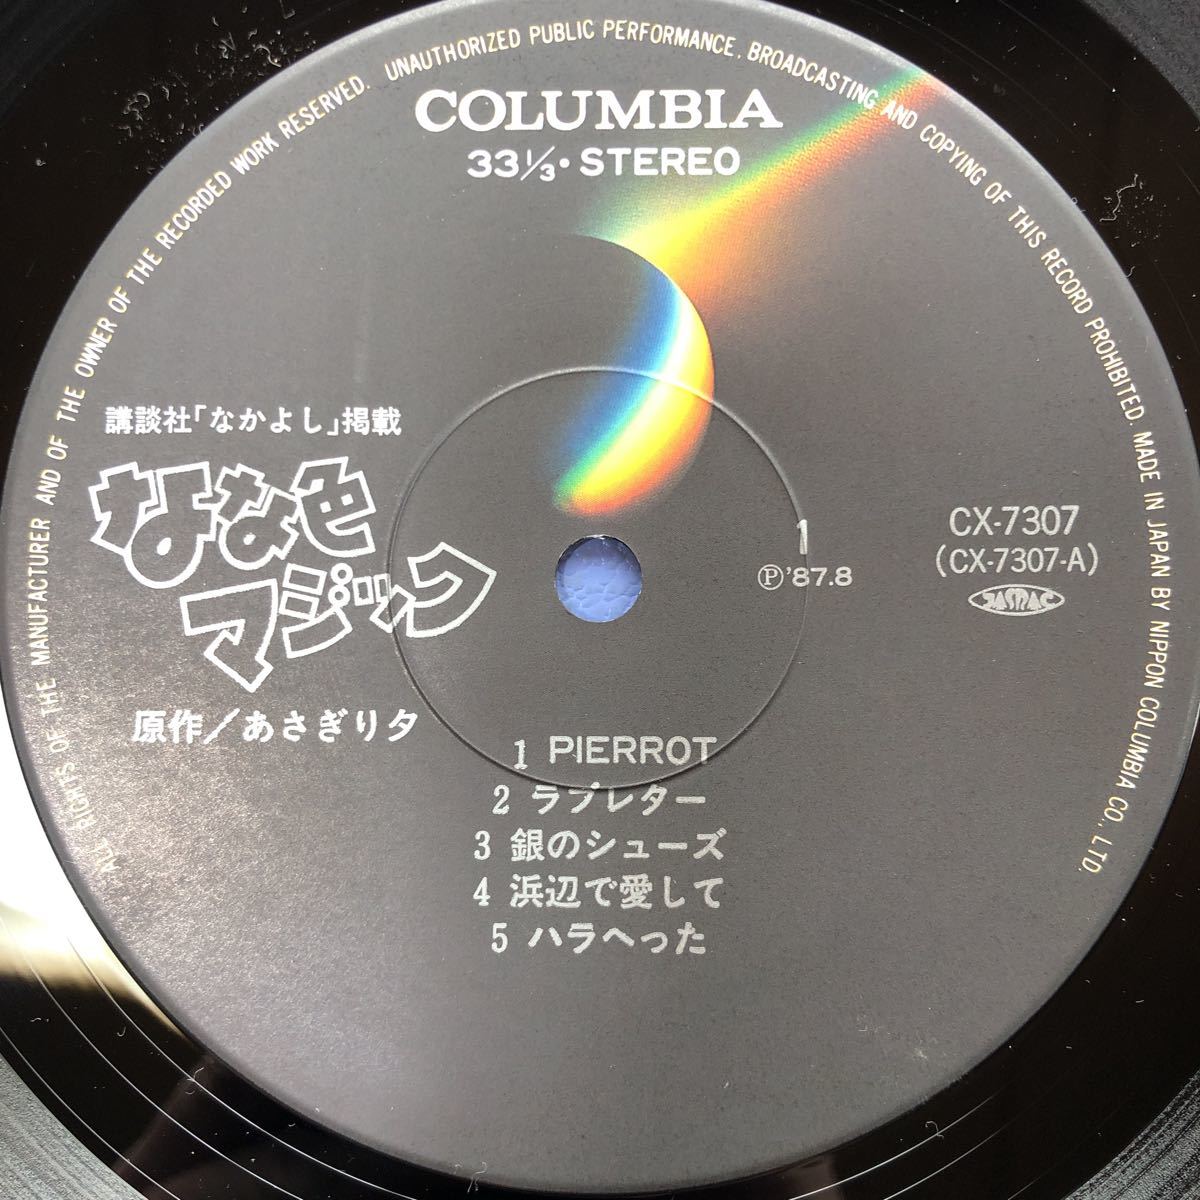 ALL RIGHTS OF THE MANUFACTURER AND OF THE OWNER OF THE RECORDED WORK RESERVED. UNAUTHORIZED PUBLIC PERFORMANCE, BROADCASTING AND COPYING OF THIS RECORD PROHIBITED. MADE IN JAPAN BY NIPPON COLUMBIA CO., LTD.
COLUMBIA
33⅓・STEREO
講談社「なかよし」掲載
なな色
マジック
原作/あさぎり夕
1
Ⓟ'87.8
CX-7307
(CX-7307-A)
JASRAC
1 PIERROT
2 ラブレター
3 銀のシューズ
4 浜辺で愛して
5 ハラへった